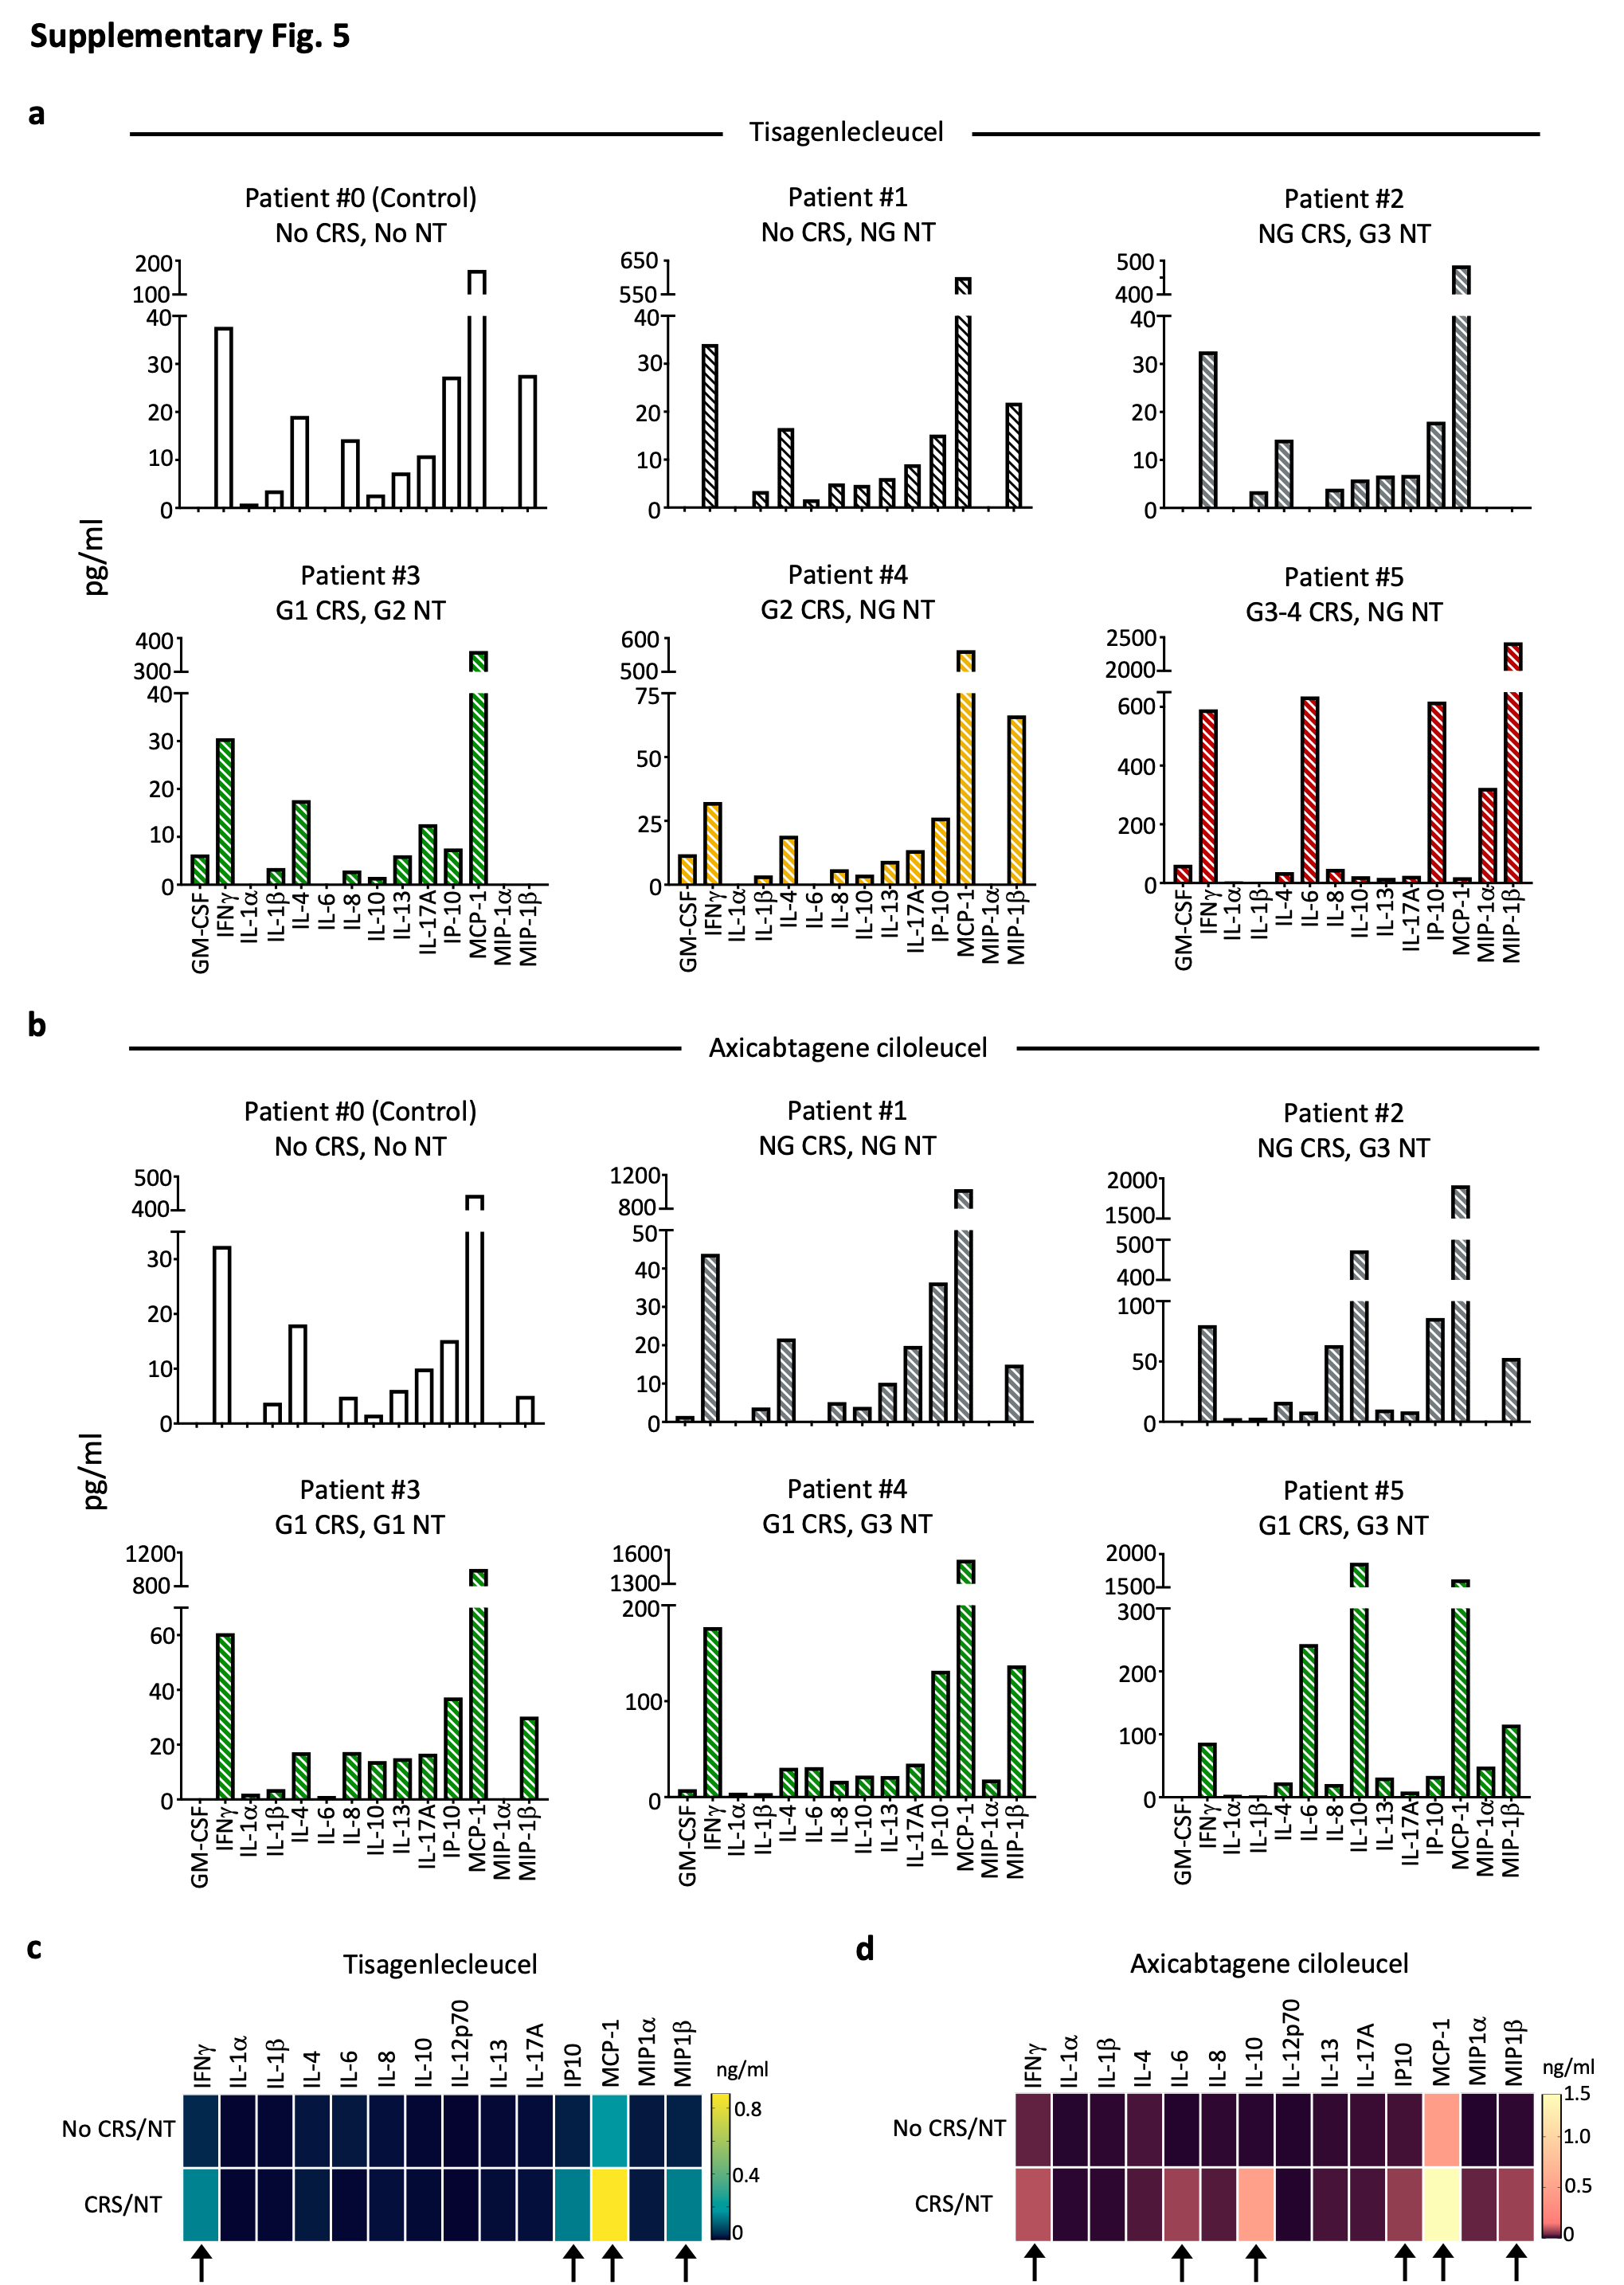 Supplementary Fig. 5
a
Tisagenlecleucel
Patient #0 (Control)
No CRS, No NT
200
100
40
30
20
10
0
Patient #1
No CRS, NG NT
650
550
40
30
20
10
0
Patient #2
NG CRS, G3 NT
500
400
40
30
20
10
0
pg/ml
Patient #3
G1 CRS, G2 NT
400
300
40
30
20
10
0
GM-CSF
IFNγ
IL-1α
IL-1β
IL-4
IL-6
IL-8
IL-10
IL-13
IL-17A
IP-10
MCP-1
MIP-1α
MIP-1β
Patient #4
G2 CRS, NG NT
600
500
75
50
25
0
GM-CSF
IFNγ
IL-1α
IL-1β
IL-4
IL-6
IL-8
IL-10
IL-13
IL-17A
IP-10
MCP-1
MIP-1α
MIP-1β
Patient #5
G3-4 CRS, NG NT
2500
2000
600
400
200
0
GM-CSF
IFNγ
IL-1α
IL-1β
IL-4
IL-6
IL-8
IL-10
IL-13
IL-17A
IP-10
MCP-1
MIP-1α
MIP-1β
b
Axicabtagene ciloleucel
Patient #0 (Control)
No CRS, No NT
500
400
30
20
10
0
Patient #1
NG CRS, NG NT
1200
800
50
40
30
20
10
0
Patient #2
NG CRS, G3 NT
2000
1500
500
400
100
50
0
pg/ml
Patient #3
G1 CRS, G1 NT
1200
800
60
40
20
0
GM-CSF
IFNγ
IL-1α
IL-1β
IL-4
IL-6
IL-8
IL-10
IL-13
IL-17A
IP-10
MCP-1
MIP-1α
MIP-1β
Patient #4
G1 CRS, G3 NT
1600
1300
200
100
0
GM-CSF
IFNγ
IL-1α
IL-1β
IL-4
IL-6
IL-8
IL-10
IL-13
IL-17A
IP-10
MCP-1
MIP-1α
MIP-1β
Patient #5
G1 CRS, G3 NT
2000
1500
300
200
100
0
GM-CSF
IFNγ
IL-1α
IL-1β
IL-4
IL-6
IL-8
IL-10
IL-13
IL-17A
IP-10
MCP-1
MIP-1α
MIP-1β
c
Tisagenlecleucel
IFNγ
IL-1α
IL-1β
IL-4
IL-6
IL-8
IL-10
IL-12p70
IL-13
IL-17A
IP10
MCP-1
MIP1α
MIP1β
ng/ml
0.8
0.4
0
No CRS/NT
CRS/NT
d
Axicabtagene ciloleucel
IFNγ
IL-1α
IL-1β
IL-4
IL-6
IL-8
IL-10
IL-12p70
IL-13
IL-17A
IP10
MCP-1
MIP1α
MIP1β
ng/ml
1.5
1.0
0.5
0
No CRS/NT
CRS/NT